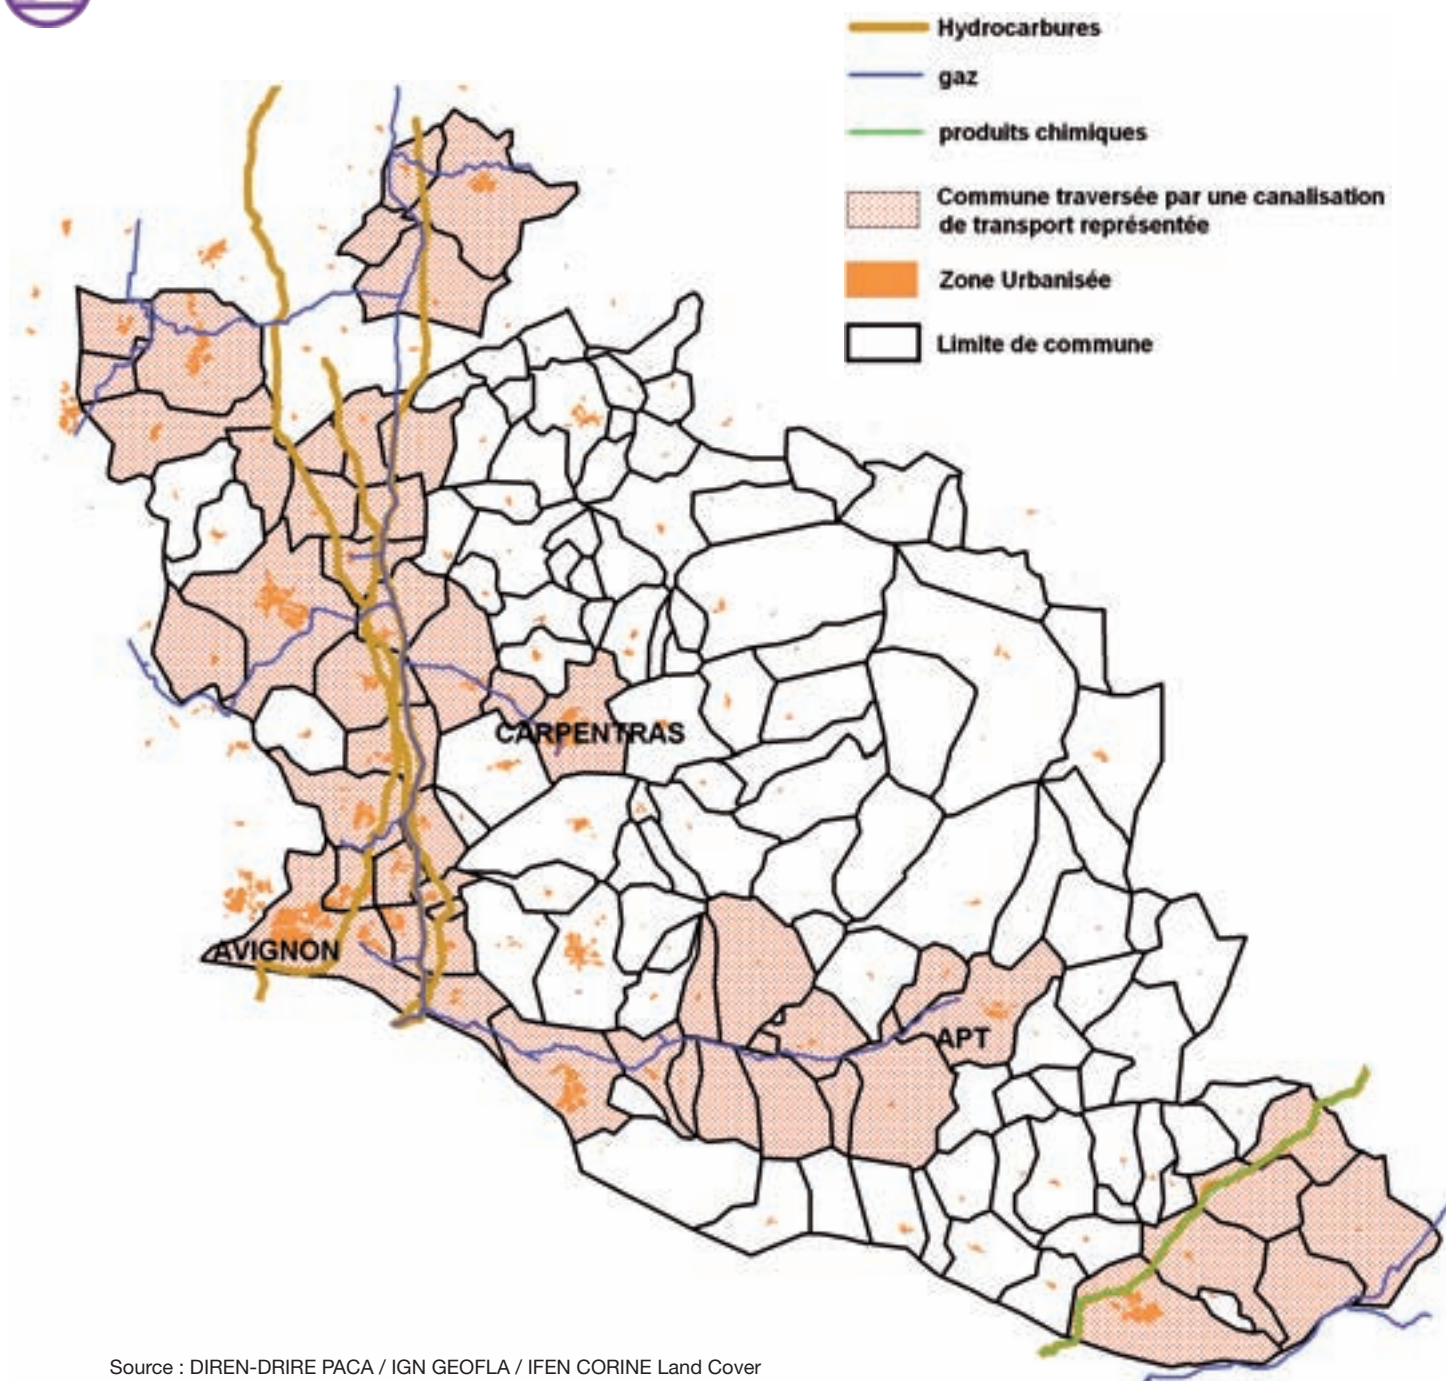 Hydrocarbures
gaz
produits chimiques
Commune traversée par une canalisation
de transport représentée
Zone Urbanisée
Limite de commune
CARPENTRAS
AVIGNON
APT
Source : DIREN-DRIRE PACA / IGN GEOFLA / IFEN CORINE Land Cover